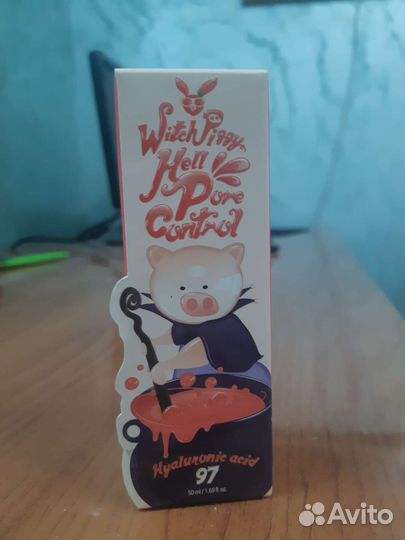 Witch Piggy
Hell
Pore
Control
Hyaluronic acid
97
50 ml / 1.69 fl. oz.
Avito